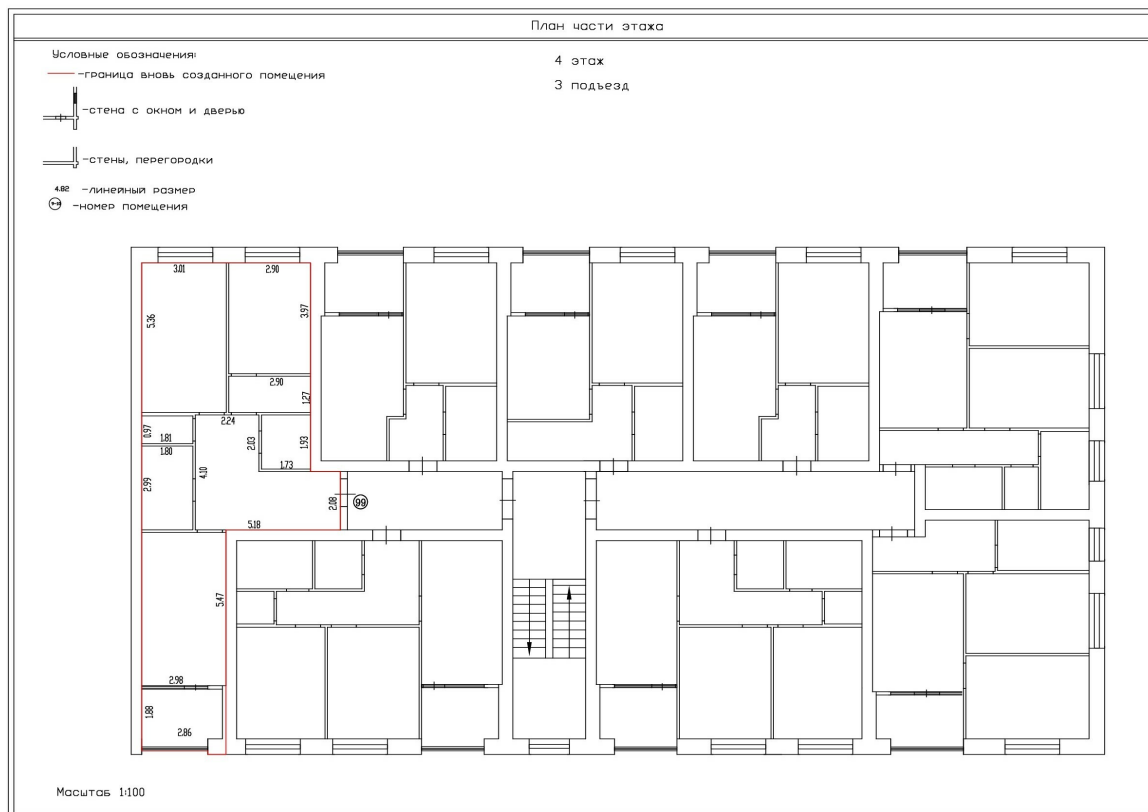 План части этажа
Условные обозначения:
-граница вновь созданного помещения
-стена с окном и дверью
-стены, перегородки
4.82 -линейный размер
-номер помещения
4 этаж
3 подъезд
3.01
2.90
5.36
3.97
2.90
1.27
2.24
0.97
1.81
2.03
1.93
1.80
4.10
1.73
2.99
2.08
99
5.18
5.47
2.98
1.88
2.86
Масштаб 1:100